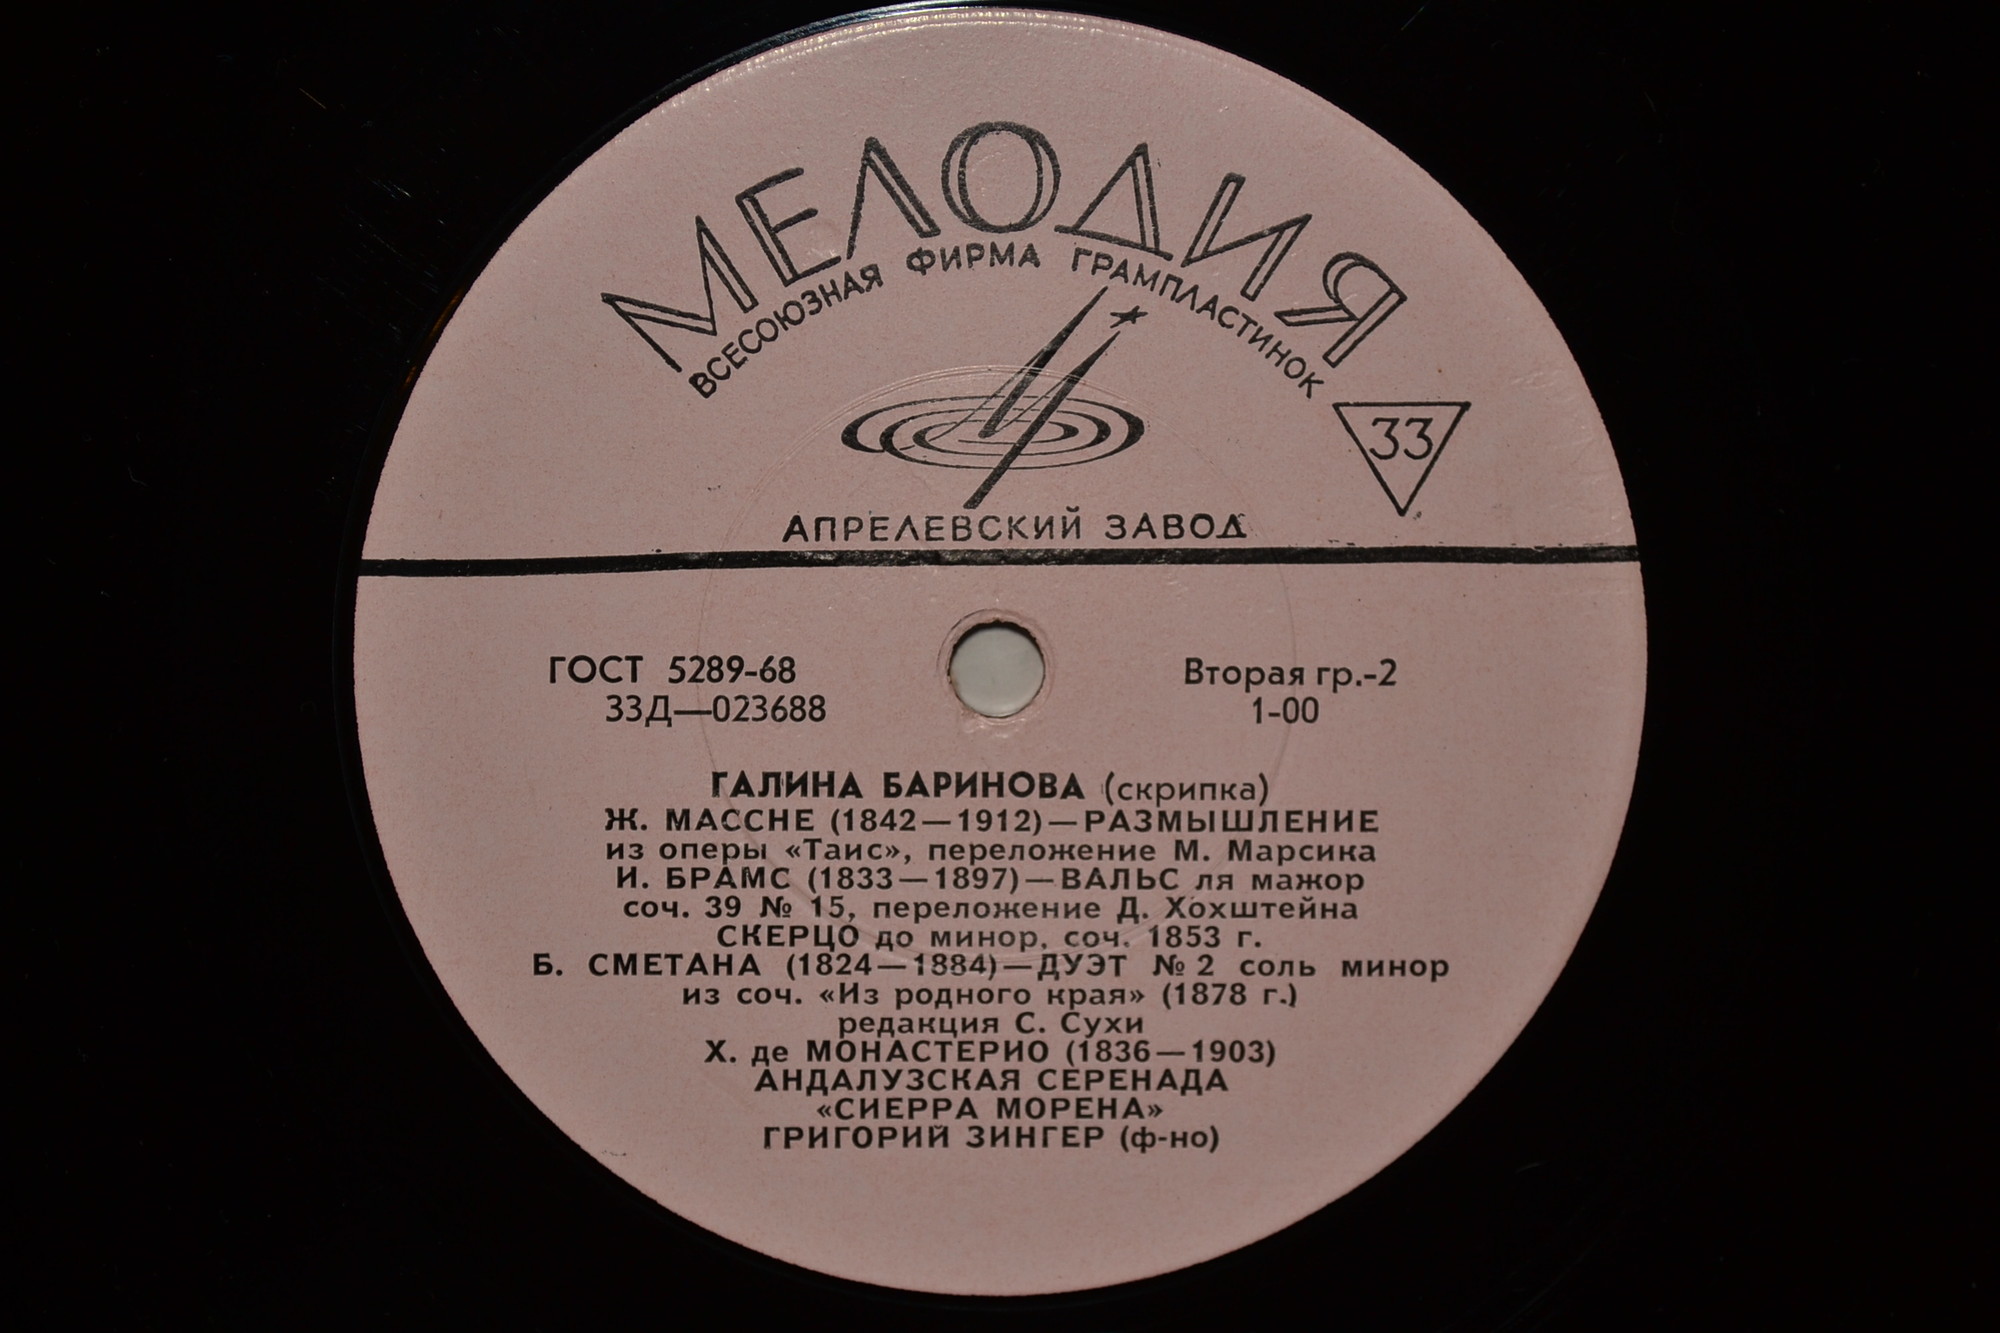 МЕЛОДИЯ
ВСЕСОЮЗНАЯ ФИРМА ГРАМПЛАСТИНОК
33
АПРЕЛЕВСКИЙ ЗАВОД
ГОСТ 5289-68
33Д—023688
Вторая гр.-2
1-00
ГАЛИНА БАРИНОВА (скрипка)
Ж. МАССНЕ (1842—1912)—РАЗМЫШЛЕНИЕ
из оперы «Таис», переложение М. Марсика
И. БРАМС (1833—1897)—ВАЛЬС ля мажор
соч. 39 № 15, переложение Д. Хохштейна
СКЕРЦО до минор, соч. 1853 г.
Б. СМЕТАНА (1824—1884)—ДУЭТ № 2 соль минор
из соч. «Из родного края» (1878 г.)
редакция С. Сухи
Х. де МОНАСТЕРИО (1836—1903)
АНДАЛУЗСКАЯ СЕРЕНАДА
«СИЕРРА МОРЕНА»
ГРИГОРИЙ ЗИНГЕР (ф-но)